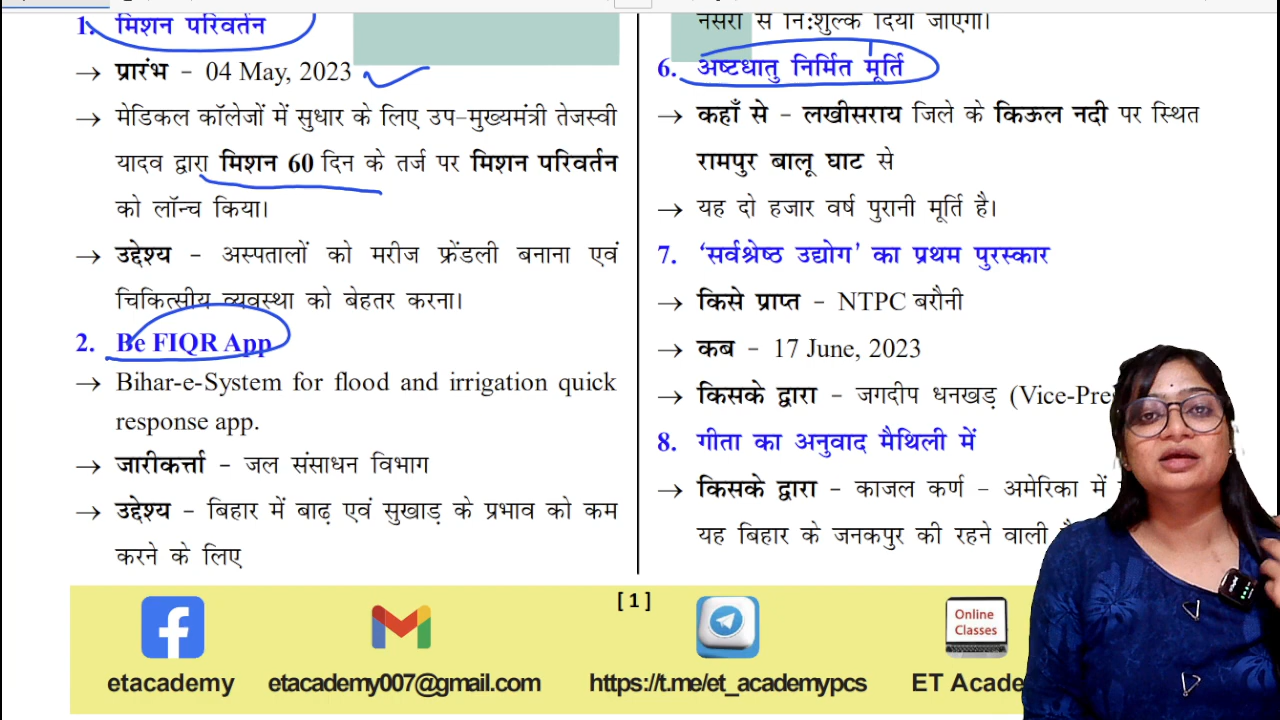 1. मिशन परिवर्तन
→ प्रारंभ – 04 May, 2023
→ मेडिकल कॉलेजों में सुधार के लिए उप-मुख्यमंत्री तेजस्वी
यादव द्वारा मिशन 60 दिन के तर्ज पर मिशन परिवर्तन
को लॉन्च किया।
→ उद्देश्य – अस्पतालों को मरीज फ्रेंडली बनाना एवं
चिकित्सीय व्यवस्था को बेहतर करना।
2. Be FIQR App
→ Bihar-e-System for flood and irrigation quick
response app.
→ जारीकर्त्ता – जल संसाधन विभाग
→ उद्देश्य – बिहार में बाढ़ एवं सुखाड़ के प्रभाव को कम
करने के लिए
नर्सरी से निःशुल्क दिया जाएगा।
6. अष्टधातु निर्मित मूर्ति
→ कहाँ से – लखीसराय जिले के किऊल नदी पर स्थित
रामपुर बालू घाट से
→ यह दो हजार वर्ष पुरानी मूर्ति है।
7. ‘सर्वश्रेष्ठ उद्योग’ का प्रथम पुरस्कार
→ किसे प्राप्त – NTPC बरौनी
→ कब – 17 June, 2023
→ किसके द्वारा – जगदीप धनखड़ (Vice-Pre
8. गीता का अनुवाद मैथिली में
→ किसके द्वारा – काजल कर्ण – अमेरिका में
यह बिहार के जनकपुर की रहने वाली
[ 1 ]
Online
Classes
etacademy etacademy007@gmail.com https://t.me/et_academypcs ET Acade